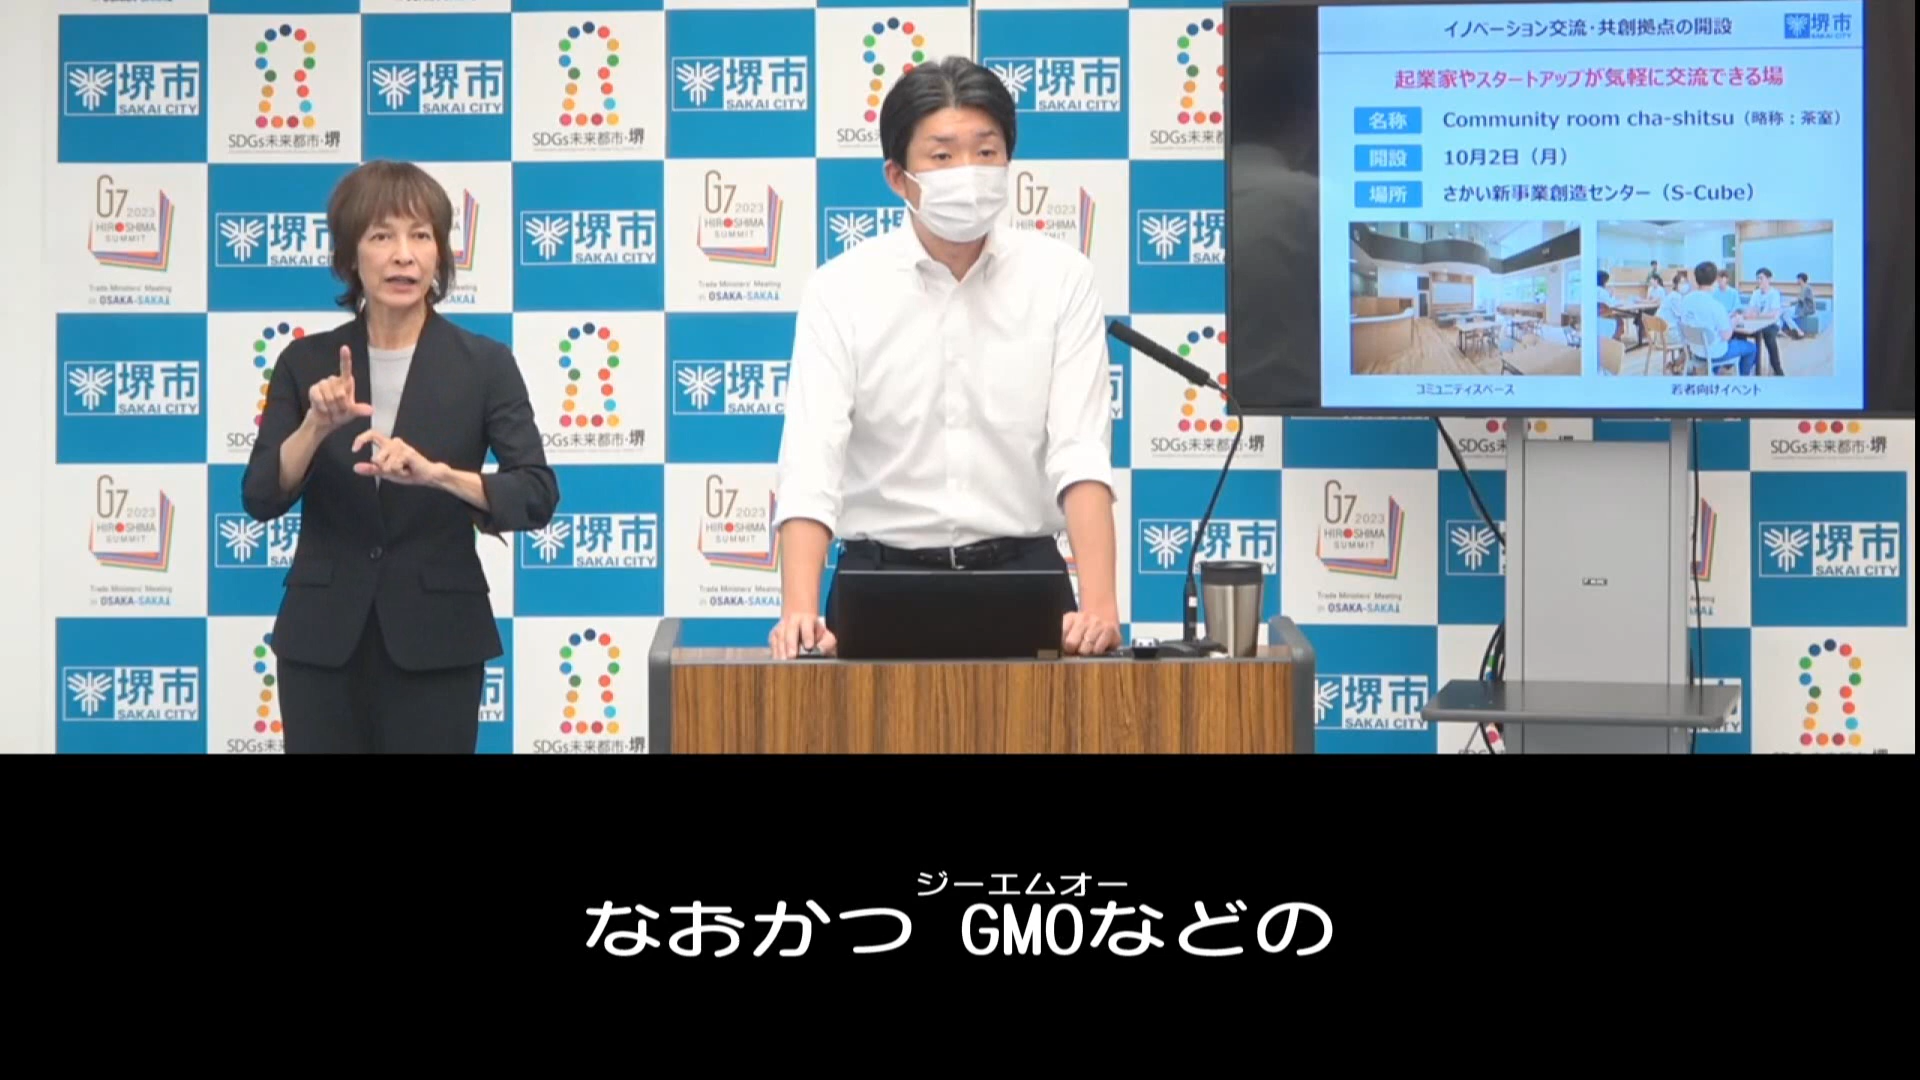 イノベーション交流・共創拠点の開設
堺市
SAKAI CITY
起業家やスタートアップが気軽に交流できる場
名称 Community room cha-shitsu（略称：茶室）
開設 10月2日（月）
場所 さかい新事業創造センター（S-Cube）
コミュニティスペース
若者向けイベント
堺市
SAKAI CITY
SDGs未来都市・堺
G7 2023
HIROSHIMA
SUMMIT
Trade Ministers' Meeting
in OSAKA-SAKAI
ジーエムオー
なおかつ GMOなどの